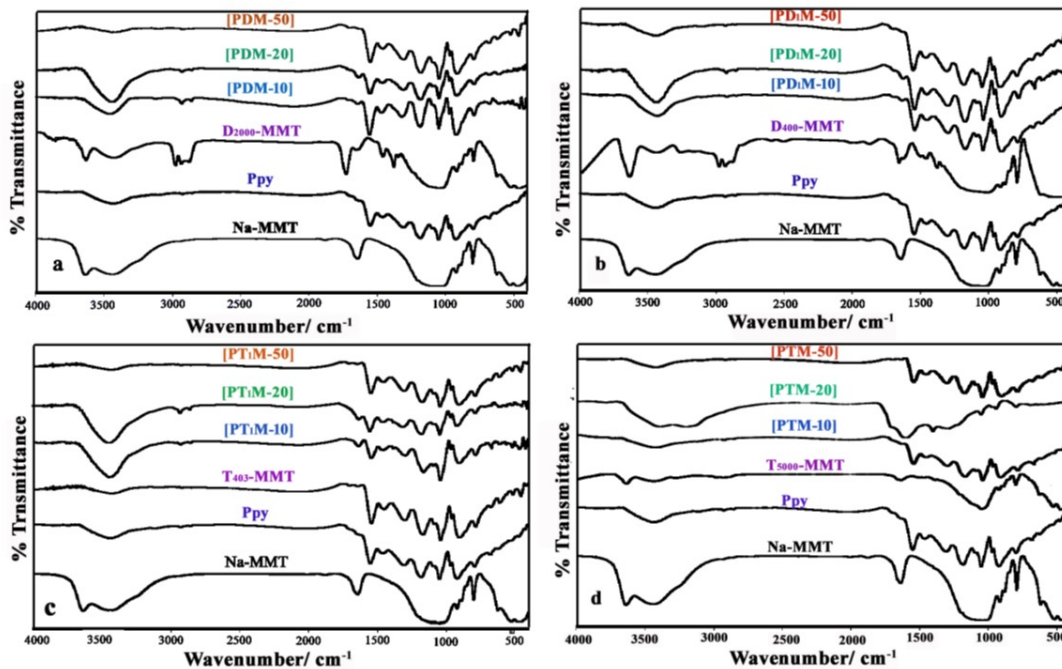 % Transmittance
[PDM-50]
[PDM-20]
[PDM-10]
D2000-MMT
Ppy
Na-MMT
a
4000 3500 3000 2500 2000 1500 1000 500
Wavenumber/ cm-1
% Transmittance
[PD1M-50]
[PD1M-20]
[PD1M-10]
D400-MMT
Ppy
Na-MMT
b
4000 3500 3000 2500 2000 1500 1000 500
Wavenumber/ cm-1
% Trnsmittance
[PT1M-50]
[PT1M-20]
[PT1M-10]
T403-MMT
Ppy
Na-MMT
c
4000 3500 3000 2500 2000 1500 1000 500
Wavenumber/ cm-1
% Transmittance
[PTM-50]
[PTM-20]
[PTM-10]
T5000-MMT
Ppy
Na-MMT
d
4000 3500 3000 2500 2000 1500 1000 500
Wavenumber/ cm-1